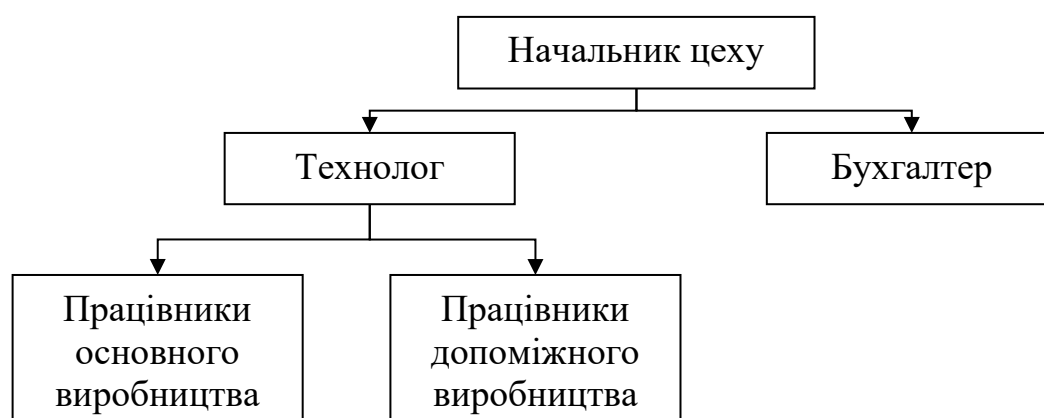 Начальник цеху
Технолог
Бухгалтер
Працівники
основного
виробництва
Працівники
допоміжного
виробництва